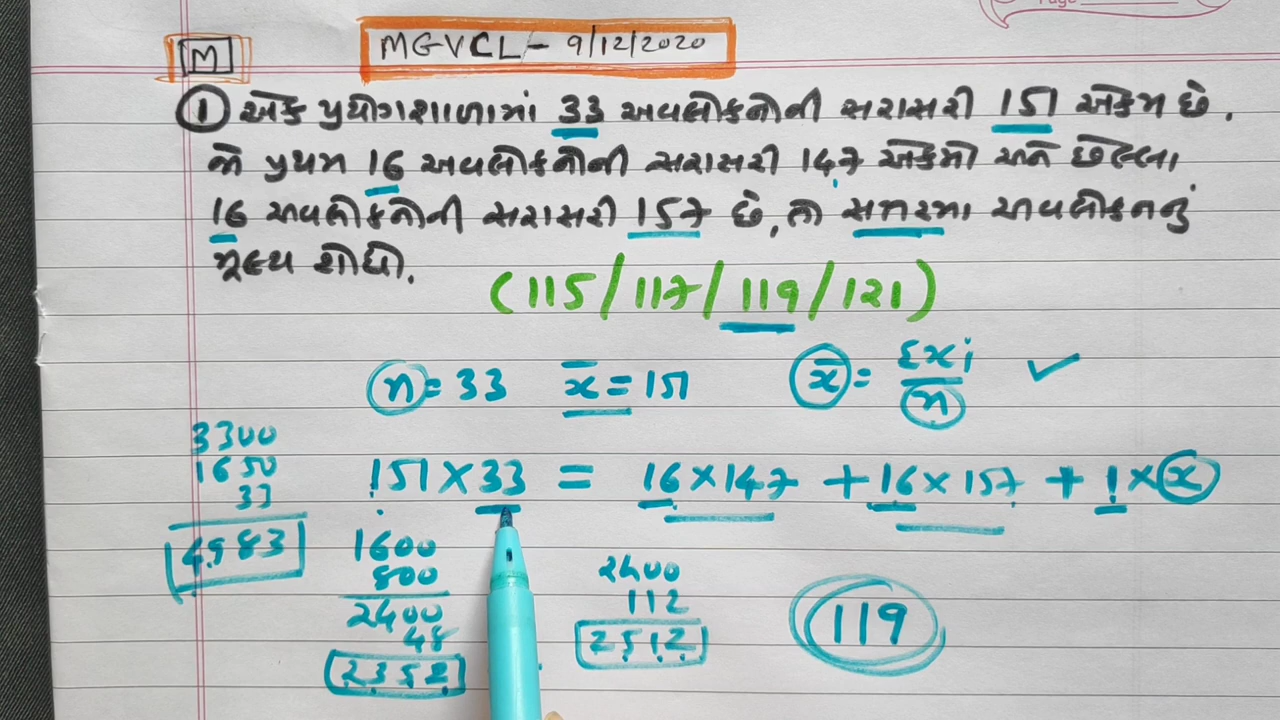 Page
M
MGVCL - 9/12/2020
① એક પ્રયોગશાળામાં 33 અવલોકનોની સરાસરી 151 એકમ છે.
જો પ્રથમ 16 અવલોકનોની સરાસરી 147 એકમો અને છેલ્લા
16 અવલોકનોની સરાસરી 157 છે, તો સત્તરમા અવલોકનનું
મૂલ્ય શોધો.
(115/117/119/121)
n = 33 x̄ = 151 x̄ = Σxi / n ✓
151 × 33 = 16 × 147 + 16 × 157 + 1 × x
3300
1650
33
4983
1600
800
2400
48
2352
2400
112
2512
119